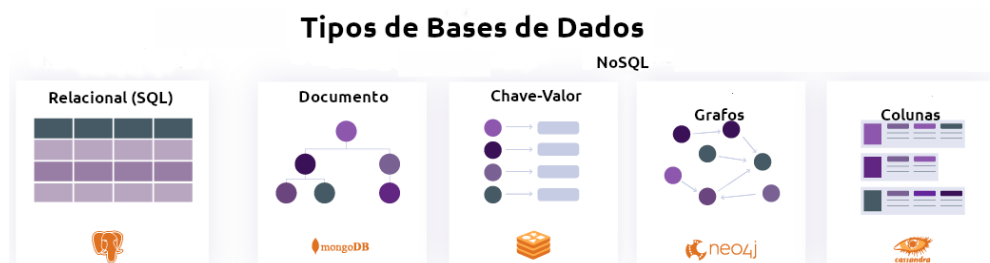 Tipos de Bases de Dados
NoSQL
Relacional (SQL)
Documento
Chave-Valor
Grafos
Colunas
mongoDB
neo4j
cassandra